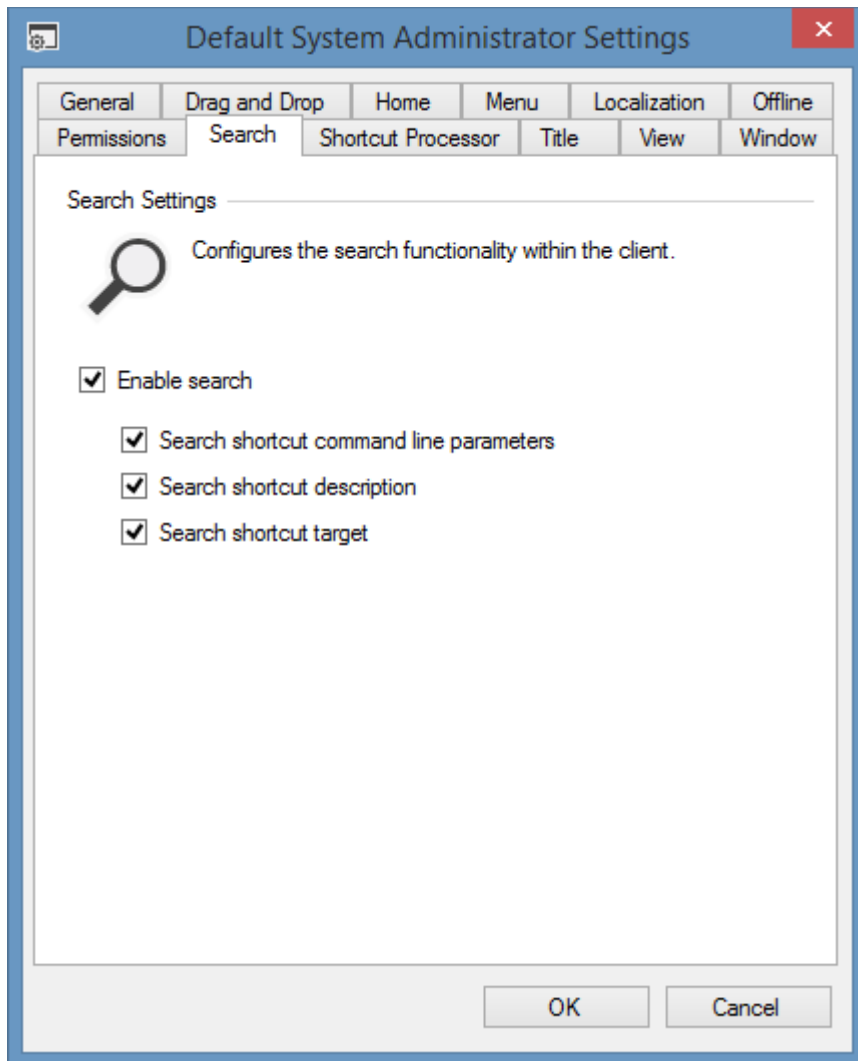 Default System Administrator Settings
General Drag and Drop Home Menu Localization Offline
Permissions Search Shortcut Processor Title View Window
Search Settings
Configures the search functionality within the client.
Enable search
Search shortcut command line parameters
Search shortcut description
Search shortcut target
OK Cancel